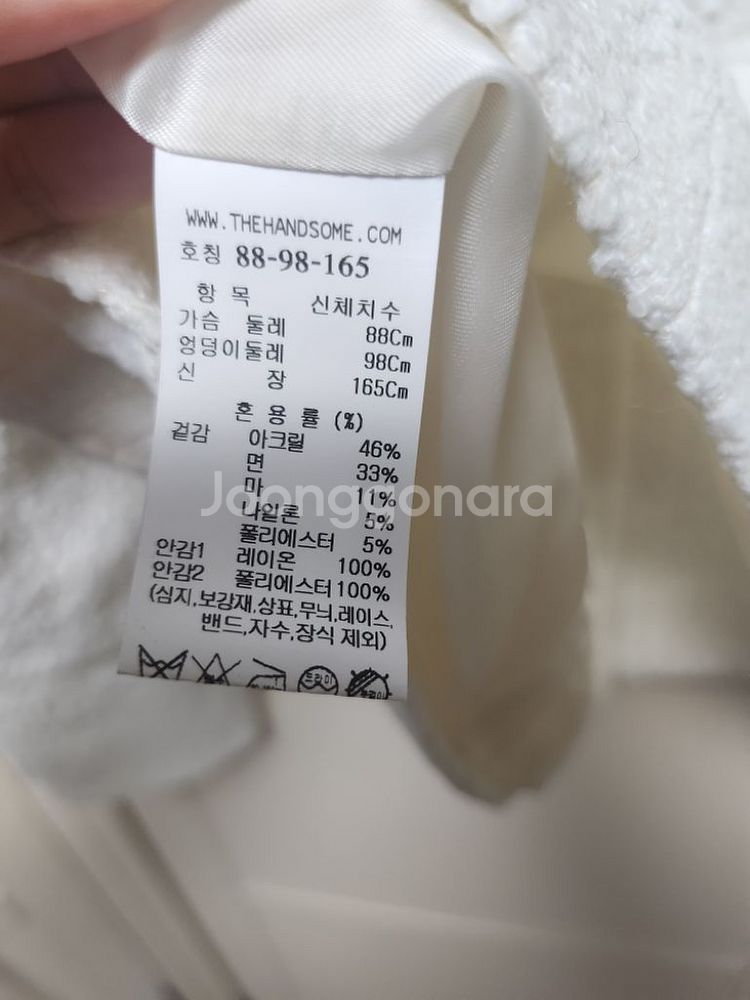 WWW.THEHANDSOME.COM
호칭 88-98-165
항 목 신체치수
가슴 둘레 88Cm
엉덩이둘레 98Cm
신 장 165Cm
혼 용 률 (%)
겉감 아크릴 46%
면 33%
마 11%
Joonggonara
나일론 5%
폴리에스터 5%
안감1 레이온 100%
안감2 폴리에스터 100%
(심지,보강재,상표,무늬,레이스,
밴드,자수,장식 제외)
드라이